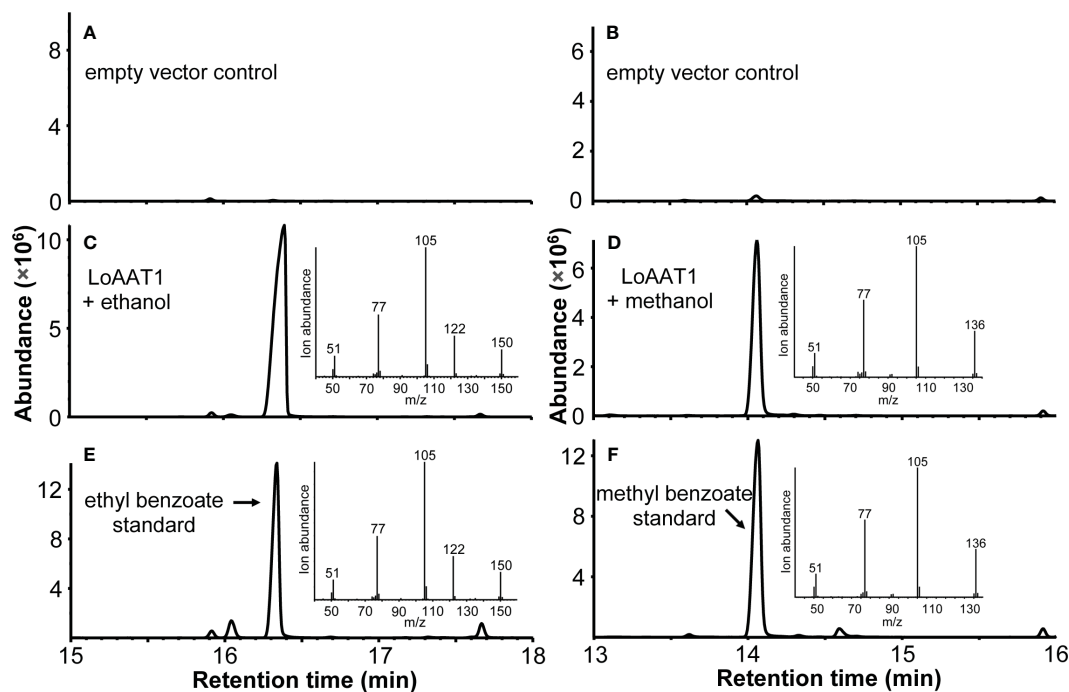 A
empty vector control
8
4
0
B
empty vector control
6
4
2
0
Abundance (×10⁶)
C
LoAAT1
+ ethanol
10
5
0
Ion abundance
51
77
105
122
150
50 70 90 110 130 150
m/z
Abundance (×10⁶)
D
LoAAT1
+ methanol
6
4
2
0
Ion abundance
51
77
105
136
50 70 90 110 130
m/z
E
ethyl benzoate
standard
12
8
4
Ion abundance
51
77
105
122
150
50 70 90 110 130 150
m/z
15 16 17 18
Retention time (min)
F
methyl benzoate
standard
12
8
4
Ion abundance
51
77
105
136
50 70 90 110 130
m/z
13 14 15 16
Retention time (min)